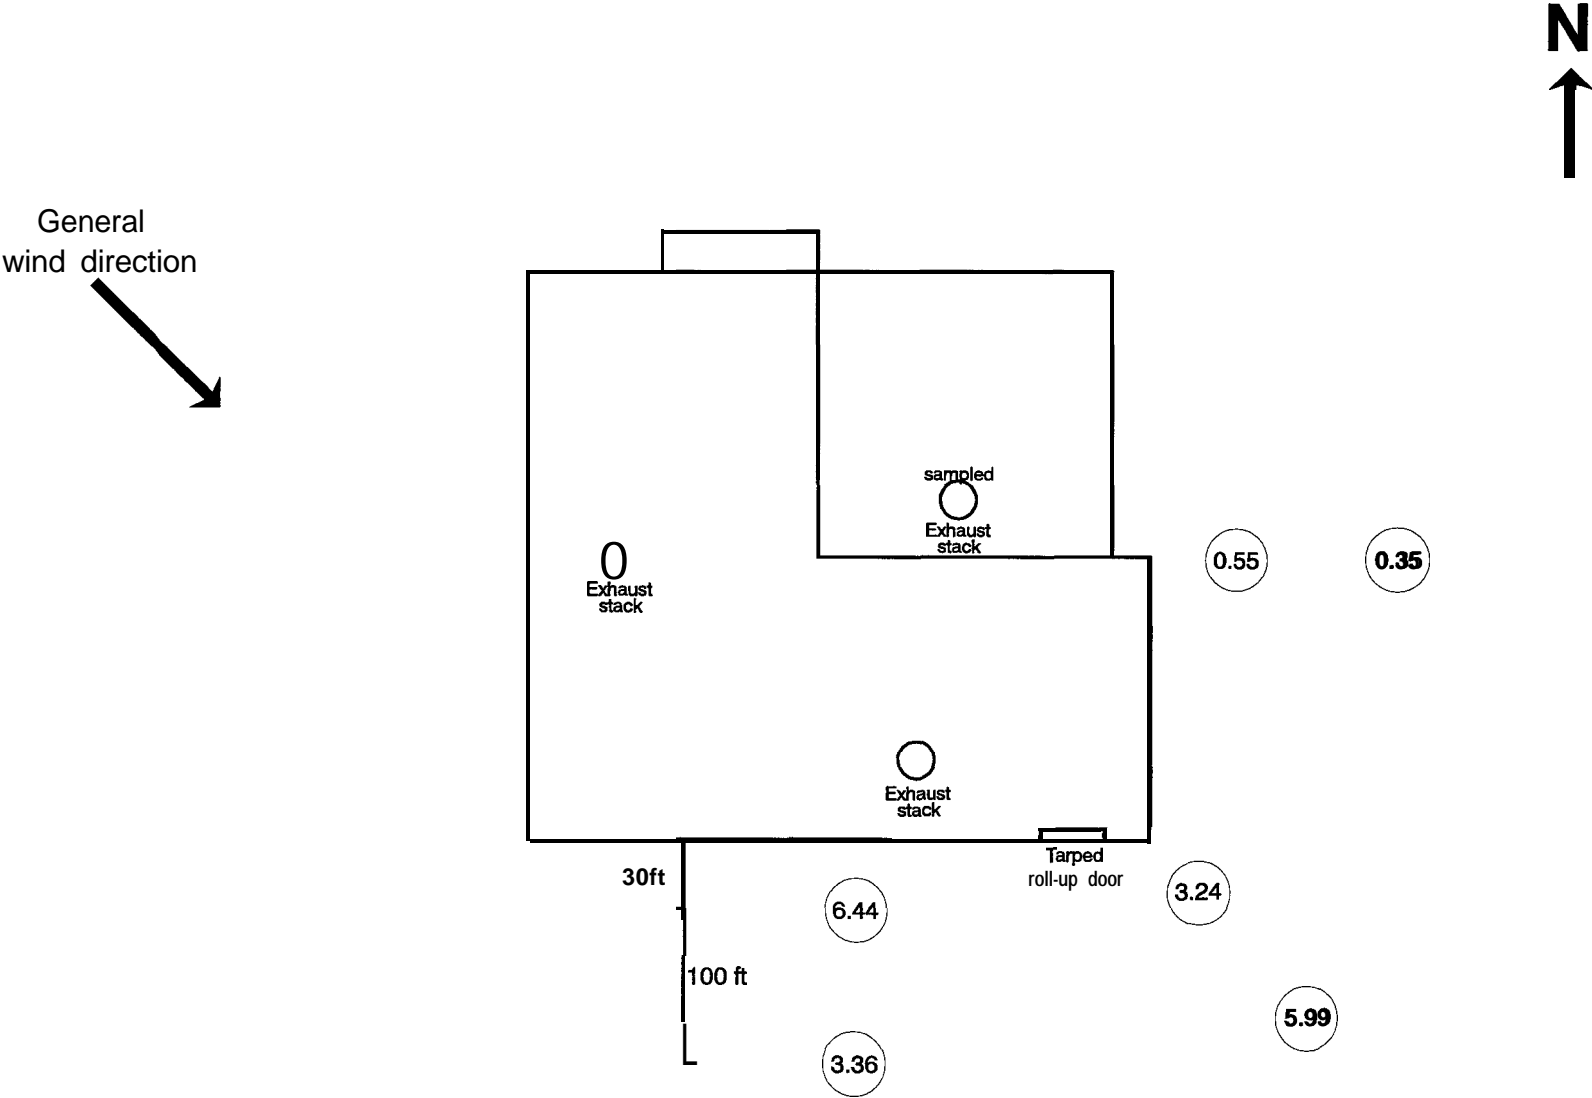 N
General
wind direction
sampled
Exhaust
stack
0.55
0.35
0
Exhaust
stack
Exhaust
stack
Tarped
roll-up door
30ft
6.44
3.24
100 ft
5.99
3.36